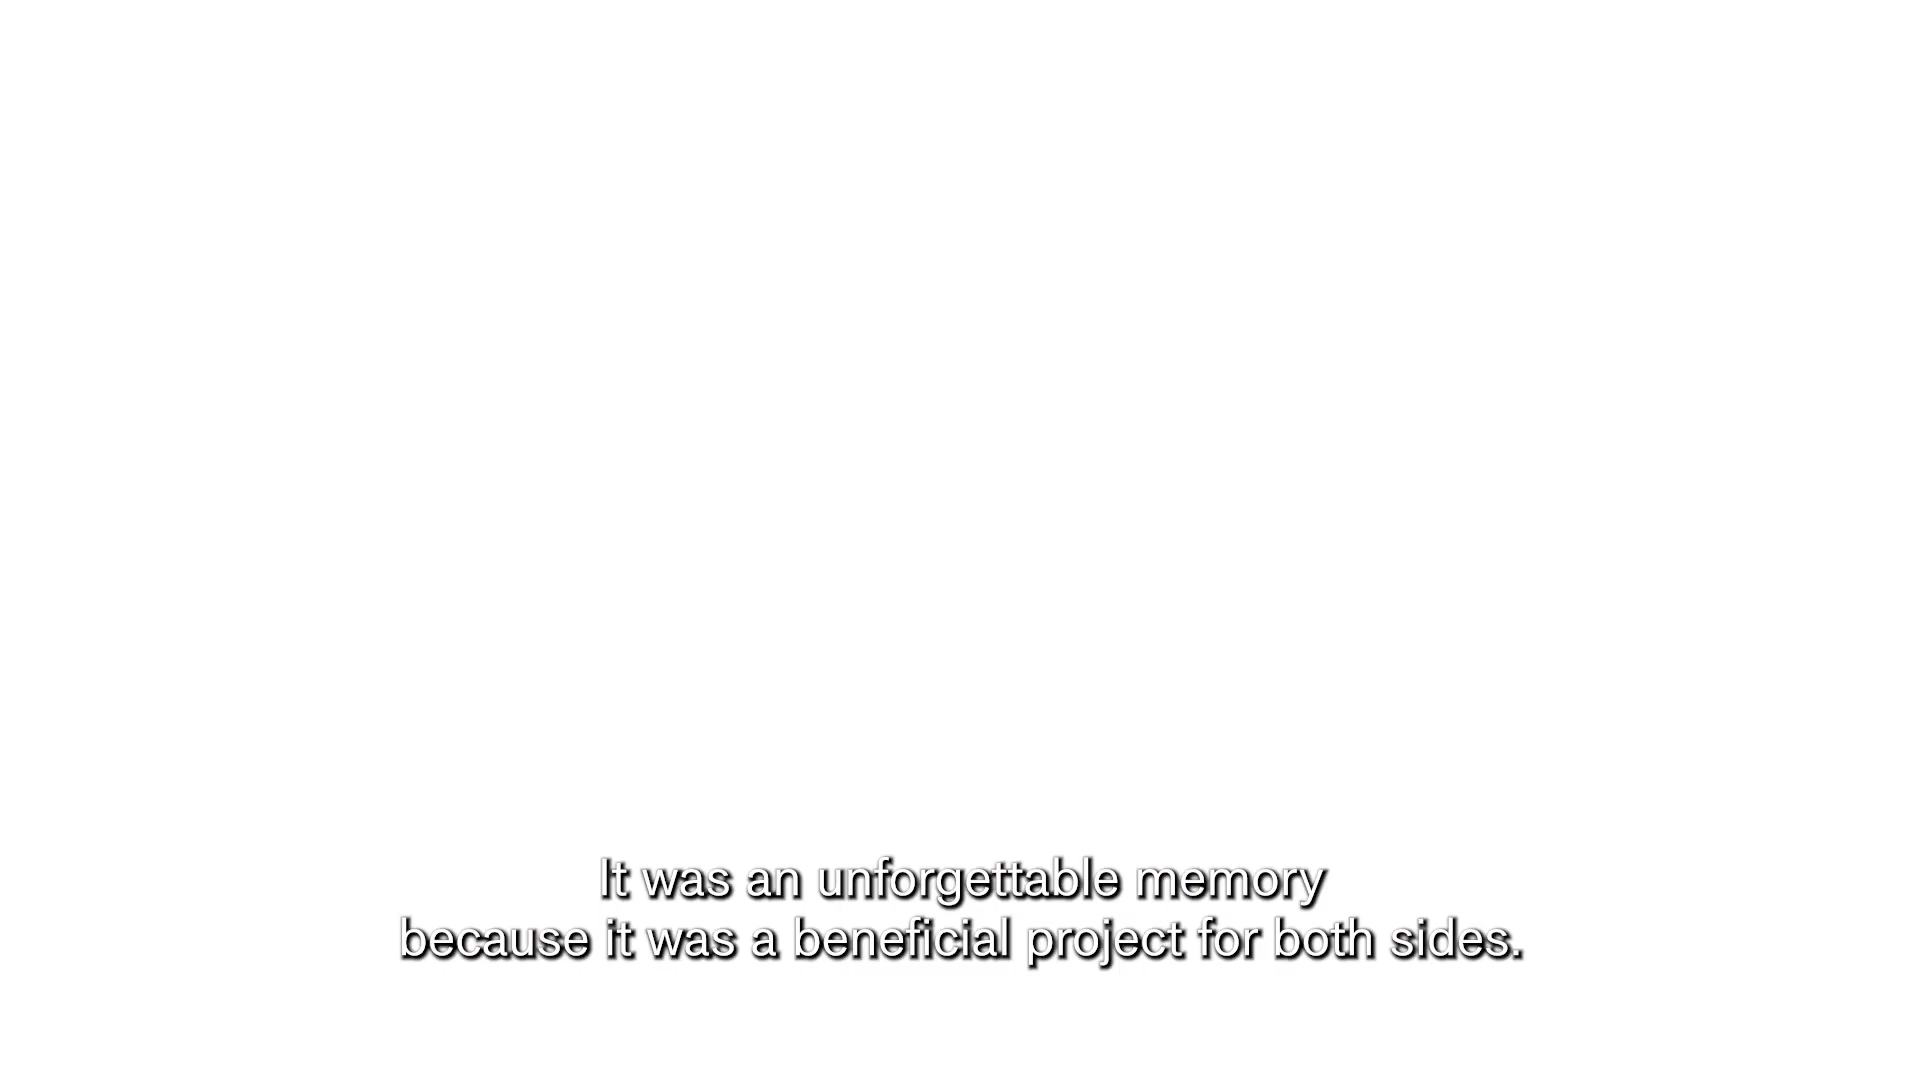 It was an unforgettable memory
because it was a beneficial project for both sides.